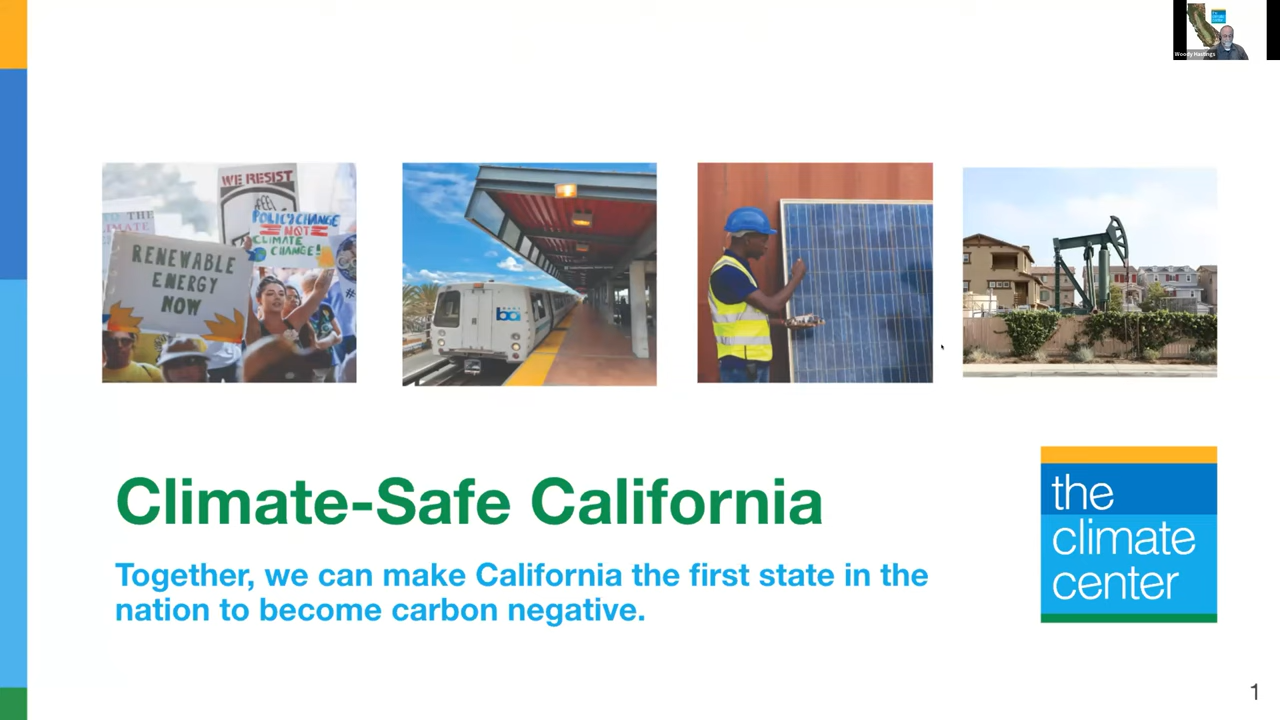 Woody Hastings
WE RESIST
POLICY CHANGE
NOT
CLIMATE
CHANGE!
RENEWABLE
ENERGY
NOW
ba
Climate-Safe California
Together, we can make California the first state in the
nation to become carbon negative.
the
climate
center
1